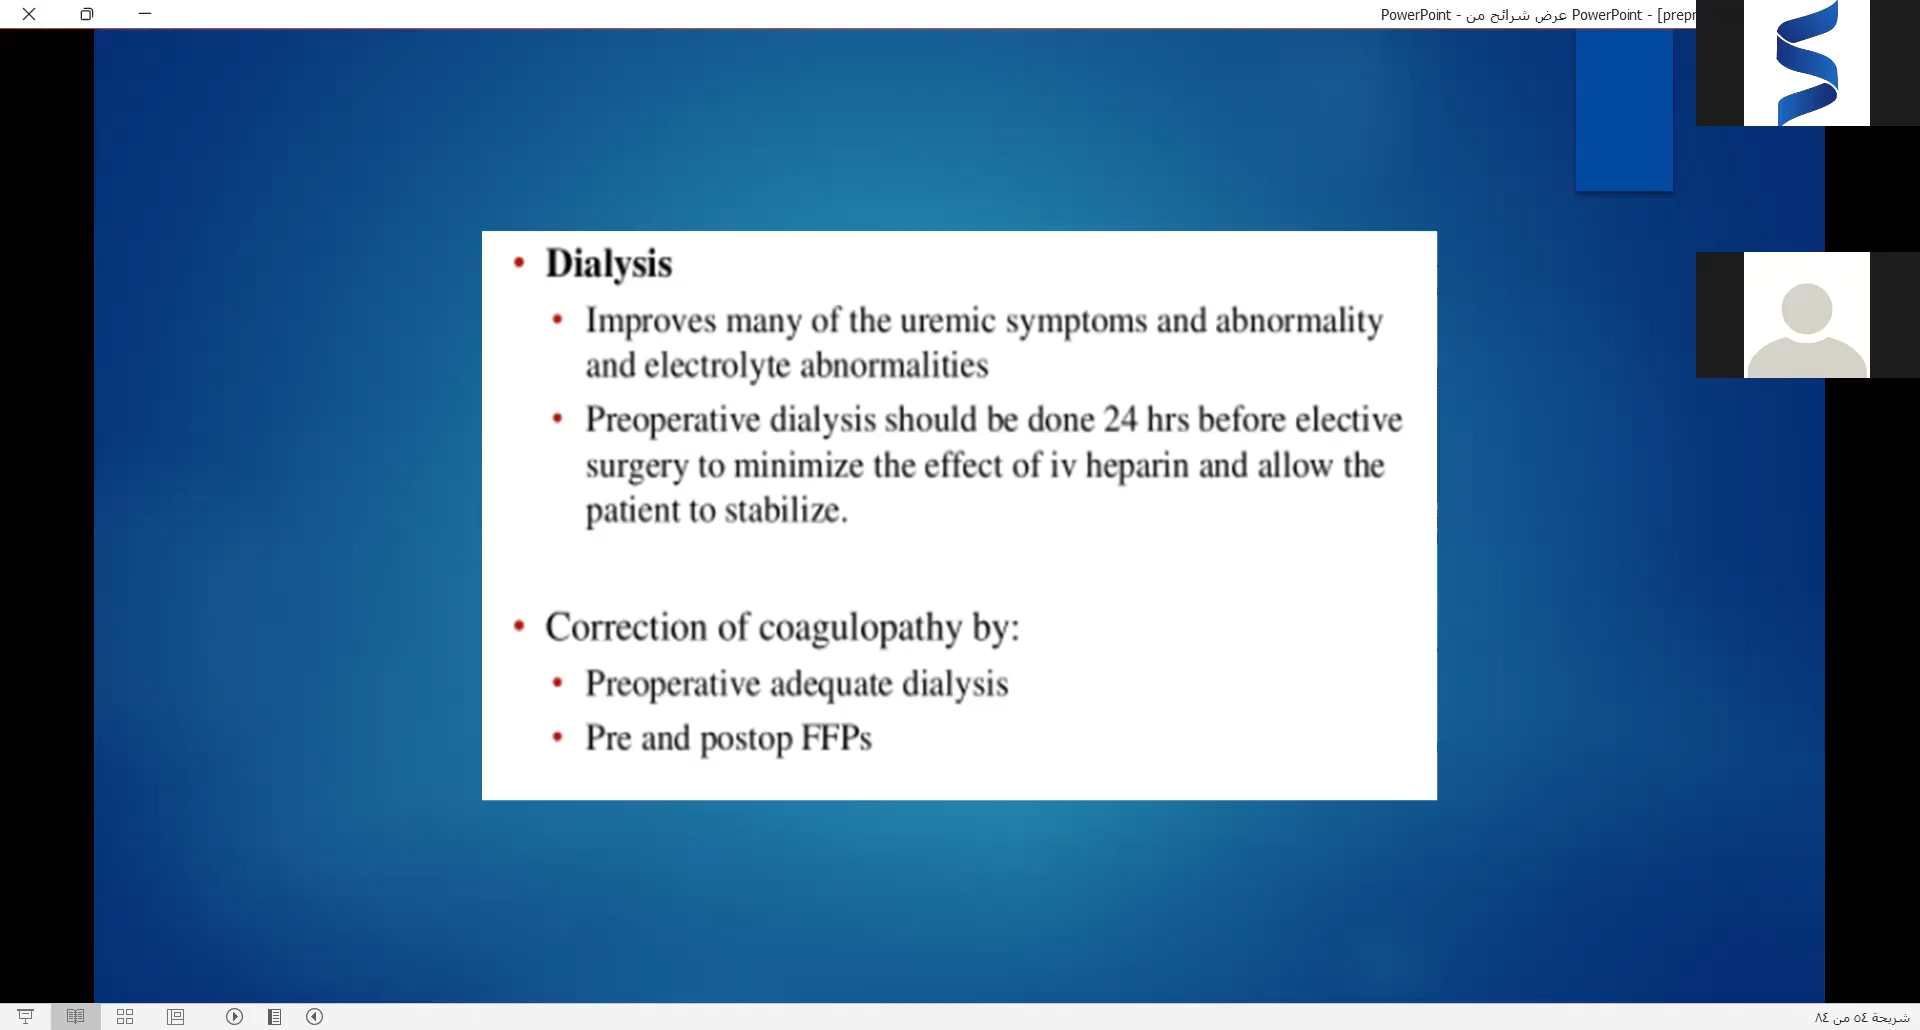 PowerPoint - عرض شرائح من PowerPoint - [prepr
• Dialysis
• Improves many of the uremic symptoms and abnormality
and electrolyte abnormalities
• Preoperative dialysis should be done 24 hrs before elective
surgery to minimize the effect of iv heparin and allow the
patient to stabilize.
• Correction of coagulopathy by:
• Preoperative adequate dialysis
• Pre and postop FFPs
شريحة ٥٤ من ٨٤